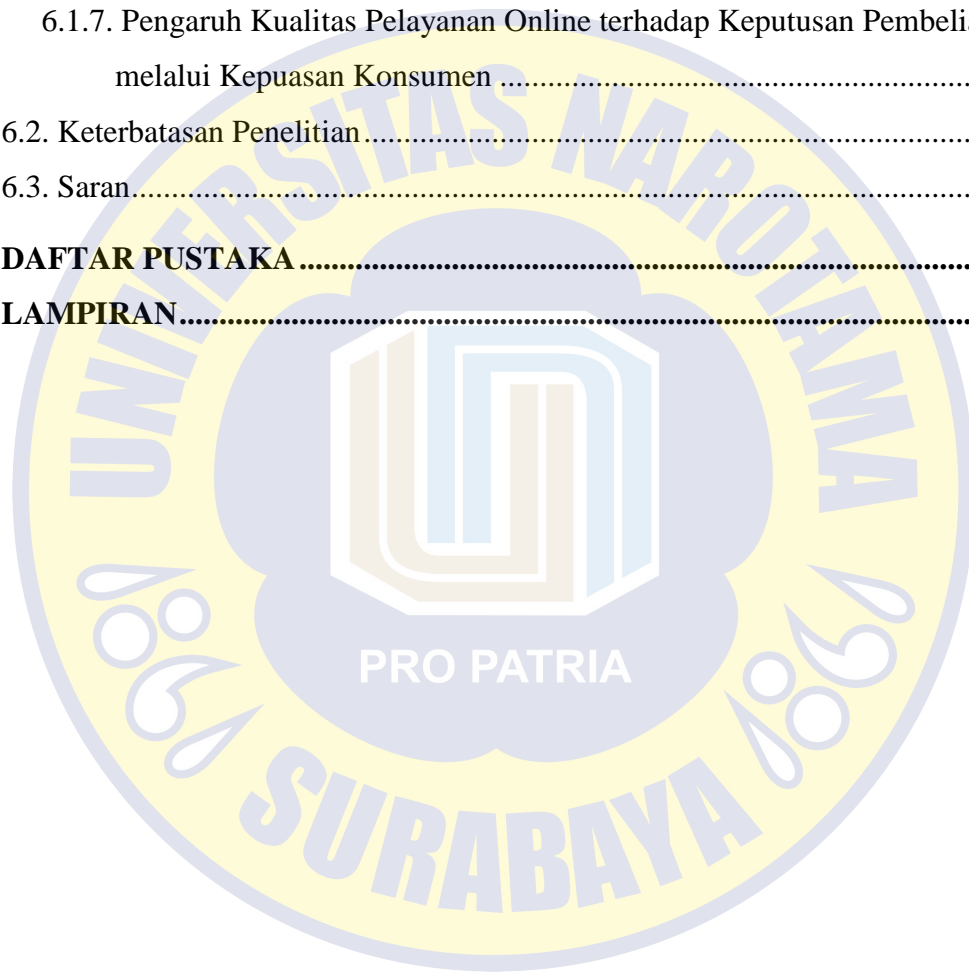 6.1.7. Pengaruh Kualitas Pelayanan Online terhadap Keputusan
melalui Kepuasan Konsumen ............................................................
6.2. Keterbatasan Penelitian.............................................................................
6.3. Saran..........................................................................................................
DAFTAR PUSTAKA ....................................................................................
LAMPIRAN...................................................................................................
UNIVERSITAS NAROTAMA
PRO PATRIA
SURABAYA